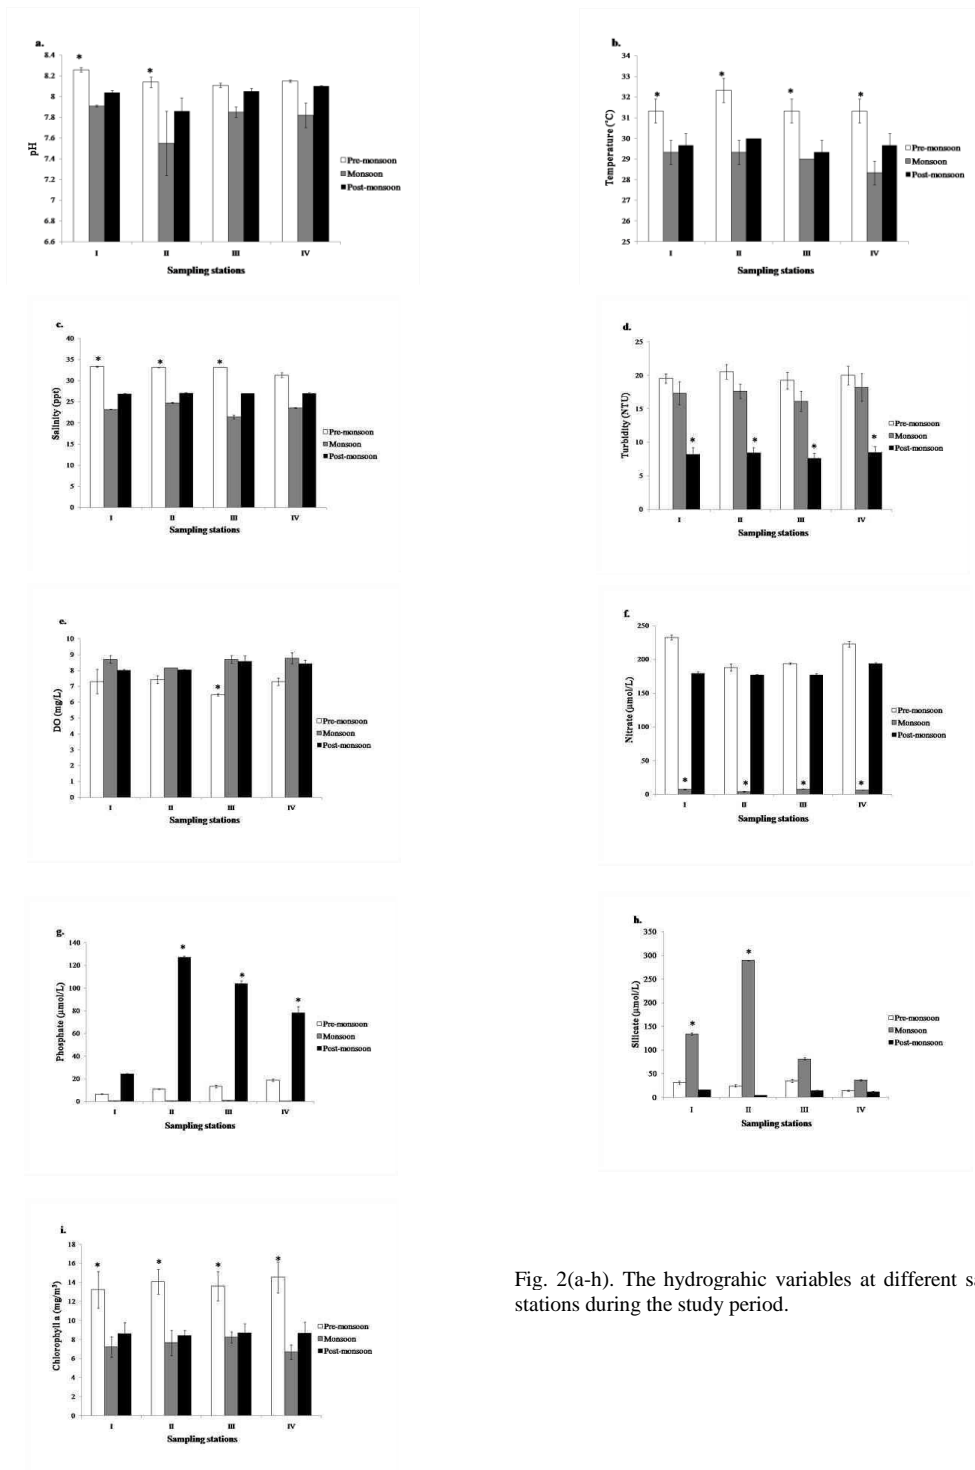 a.
8.4
8.2
8
7.8
7.6
7.4
7.2
7
6.8
6.6
pH
* *
I II III IV
Sampling stations
Pre-monsoon
Monsoon
Post-monsoon
b.
34
33
32
31
30
29
28
27
26
25
Temperature (°C)
* * * *
I II III IV
Sampling stations
Pre-monsoon
Monsoon
Post-monsoon
c.
40
35
30
25
20
15
10
5
0
Salinity (ppt)
* * *
I II III IV
Sampling stations
Pre-monsoon
Monsoon
Post-monsoon
d.
25
20
15
10
5
0
Turbidity (NTU)
* * * *
I II III IV
Sampling stations
Pre-monsoon
Monsoon
Post-monsoon
e.
10
9
8
7
6
5
4
3
2
1
0
DO (mg/L)
*
I II III IV
Sampling stations
Pre-monsoon
Monsoon
Post-monsoon
f.
250
200
150
100
50
0
Nitrate (µmol/L)
* * * *
I II III IV
Sampling stations
Pre-monsoon
Monsoon
Post-monsoon
g.
140
120
100
80
60
40
20
0
Phosphate (µmol/L)
* * *
I II III IV
Sampling stations
Pre-monsoon
Monsoon
Post-monsoon
h.
350
300
250
200
150
100
50
0
Silicate (µmol/L)
* *
I II III IV
Sampling stations
Pre-monsoon
Monsoon
Post-monsoon
i.
18
16
14
12
10
8
6
4
2
0
Chlorophyll a (mg/m³)
* * * *
I II III IV
Sampling stations
Pre-monsoon
Monsoon
Post-monsoon
Fig. 2(a-h). The hydrograhic variables at different
stations during the study period.